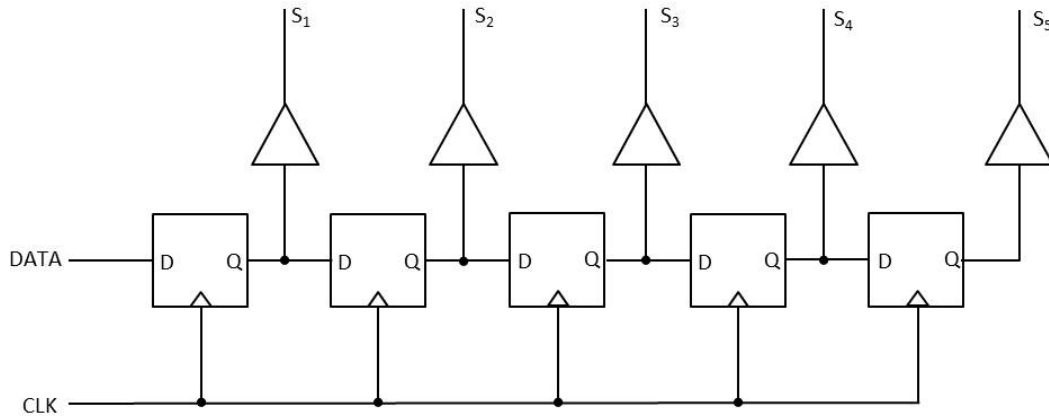 S₁ S₂ S₃ S₄ S₅
DATA D Q D Q D Q D Q D Q
CLK